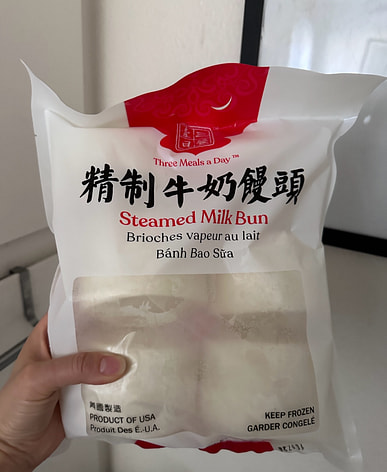 Three Meals a Day™
精制牛奶饅頭
Steamed Milk Bun
Brioches vapeur au lait
Bánh Bao Sữa
美國製造
PRODUCT OF USA
Produit Des É.-U.A.
KEEP FROZEN
GARDER CONGELÉ